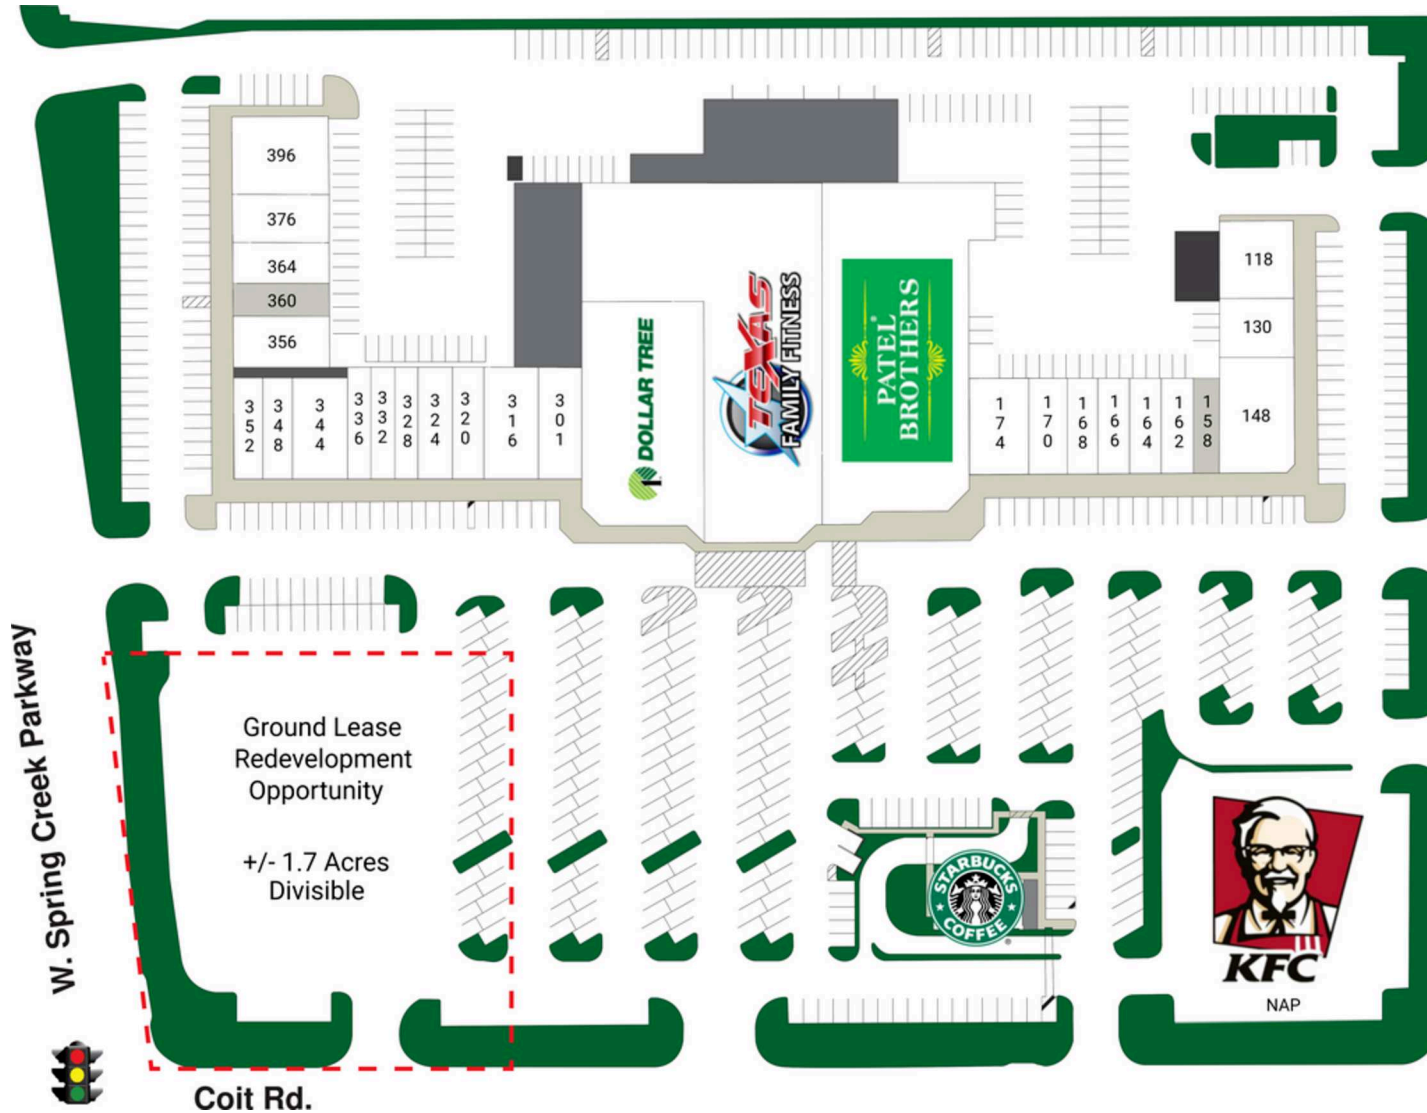 396
376
364
360
356
352
348
344
336
332
328
324
320
316
301
DOLLAR TREE
TEXAS
FAMILY FITNESS
PATEL®
BROTHERS
174
170
168
166
164
162
158
118
130
148
W. Spring Creek Parkway
Ground Lease
Redevelopment
Opportunity
+/- 1.7 Acres
Divisible
STARBUCKS
COFFEE
®
KFC
NAP
Coit Rd.